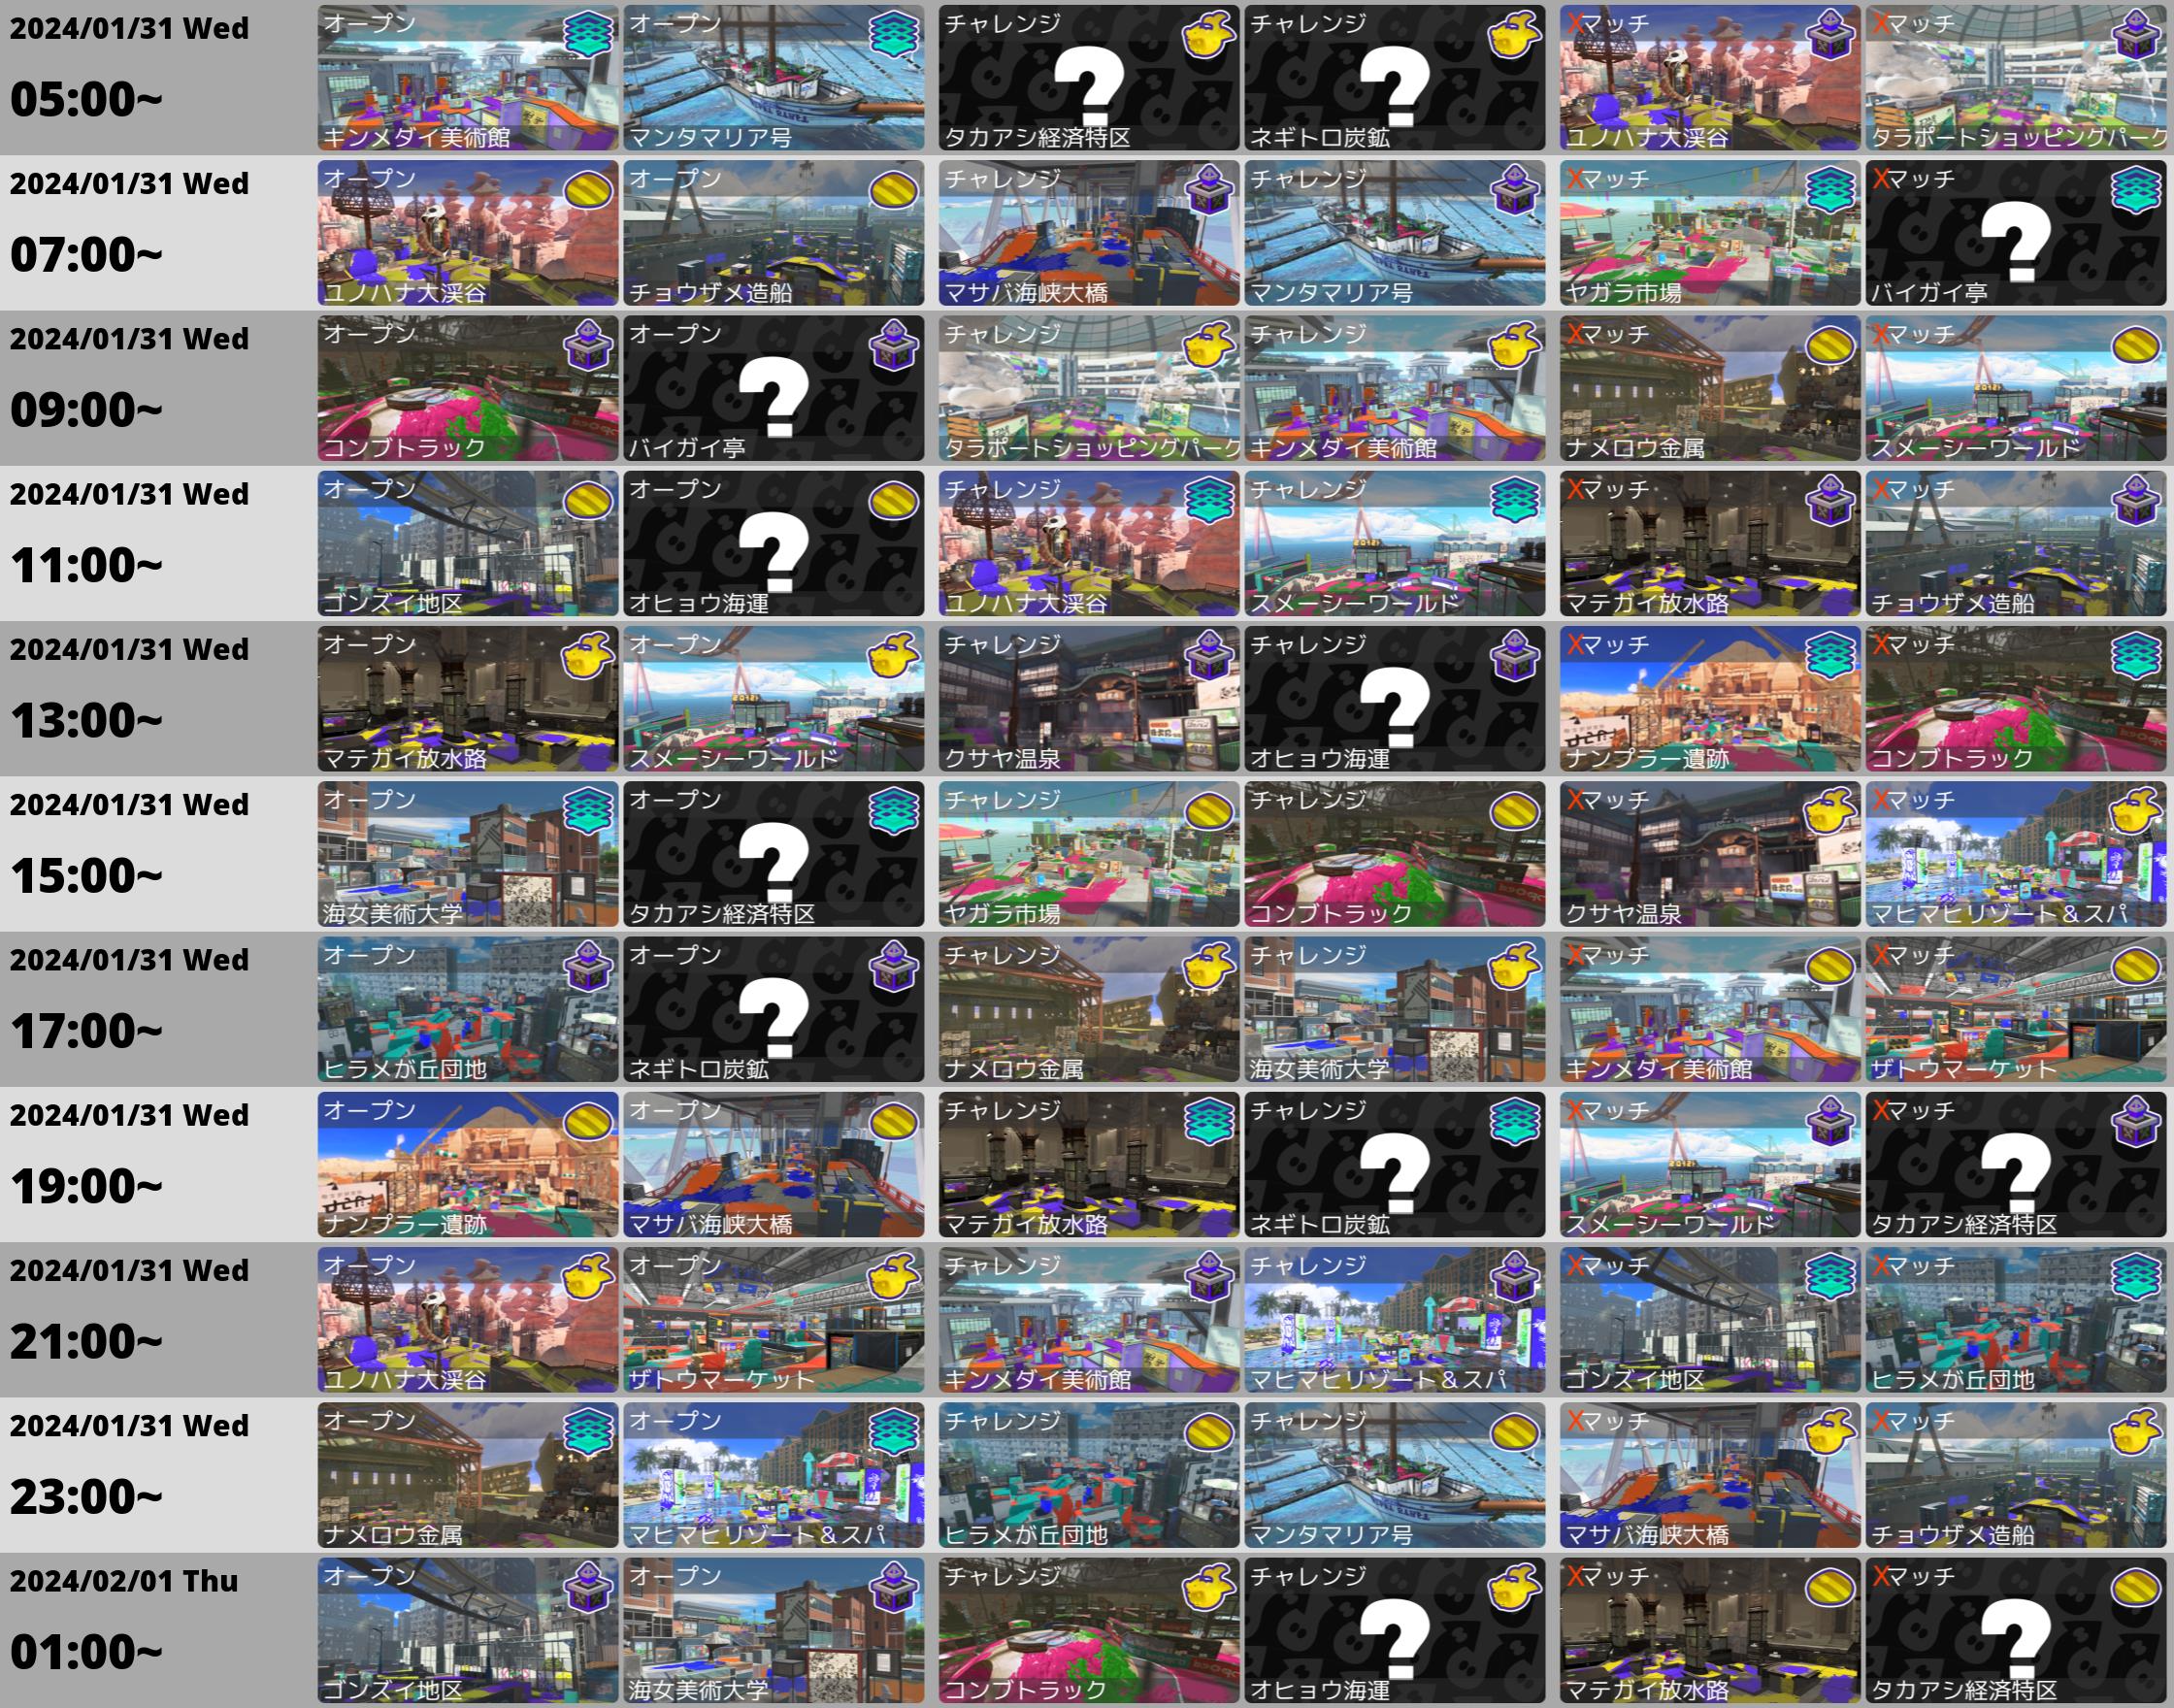 2024/01/31 Wed
05:00~
オープン
キンメダイ美術館
オープン
マンタマリア号
チャレンジ
?
タカアシ経済特区
チャレンジ
?
ネギトロ炭鉱
Xマッチ
ユノハナ大渓谷
Xマッチ
タラポートショッピングパーク
2024/01/31 Wed
07:00~
オープン
ユノハナ大渓谷
オープン
チョウザメ造船
チャレンジ
マサバ海峡大橋
チャレンジ
マンタマリア号
Xマッチ
ヤガラ市場
Xマッチ
?
バイガイ亭
2024/01/31 Wed
09:00~
オープン
コンブトラック
オープン
?
バイガイ亭
チャレンジ
タラポートショッピングパーク
チャレンジ
キンメダイ美術館
Xマッチ
ナメロウ金属
Xマッチ
スメーシーワールド
2024/01/31 Wed
11:00~
オープン
ゴンズイ地区
オープン
?
オヒョウ海運
チャレンジ
ユノハナ大渓谷
チャレンジ
スメーシーワールド
Xマッチ
マテガイ放水路
Xマッチ
チョウザメ造船
2024/01/31 Wed
13:00~
オープン
マテガイ放水路
オープン
スメーシーワールド
チャレンジ
クサヤ温泉
チャレンジ
?
オヒョウ海運
Xマッチ
ナンプラー遺跡
Xマッチ
コンブトラック
2024/01/31 Wed
15:00~
オープン
海女美術大学
オープン
?
タカアシ経済特区
チャレンジ
ヤガラ市場
チャレンジ
コンブトラック
Xマッチ
クサヤ温泉
Xマッチ
マヒマヒリゾート＆スパ
2024/01/31 Wed
17:00~
オープン
ヒラメが丘団地
オープン
?
ネギトロ炭鉱
チャレンジ
ナメロウ金属
チャレンジ
海女美術大学
Xマッチ
キンメダイ美術館
Xマッチ
ザトウマーケット
2024/01/31 Wed
19:00~
オープン
ナンプラー遺跡
オープン
マサバ海峡大橋
チャレンジ
マテガイ放水路
チャレンジ
?
ネギトロ炭鉱
Xマッチ
スメーシーワールド
Xマッチ
?
タカアシ経済特区
2024/01/31 Wed
21:00~
オープン
ユノハナ大渓谷
オープン
ザトウマーケット
チャレンジ
キンメダイ美術館
チャレンジ
マヒマヒリゾート＆スパ
Xマッチ
ゴンズイ地区
Xマッチ
ヒラメが丘団地
2024/01/31 Wed
23:00~
オープン
ナメロウ金属
オープン
マヒマヒリゾート＆スパ
チャレンジ
ヒラメが丘団地
チャレンジ
マンタマリア号
Xマッチ
マサバ海峡大橋
Xマッチ
チョウザメ造船
2024/02/01 Thu
01:00~
オープン
ゴンズイ地区
オープン
海女美術大学
チャレンジ
コンブトラック
チャレンジ
?
オヒョウ海運
Xマッチ
マテガイ放水路
Xマッチ
?
タカアシ経済特区